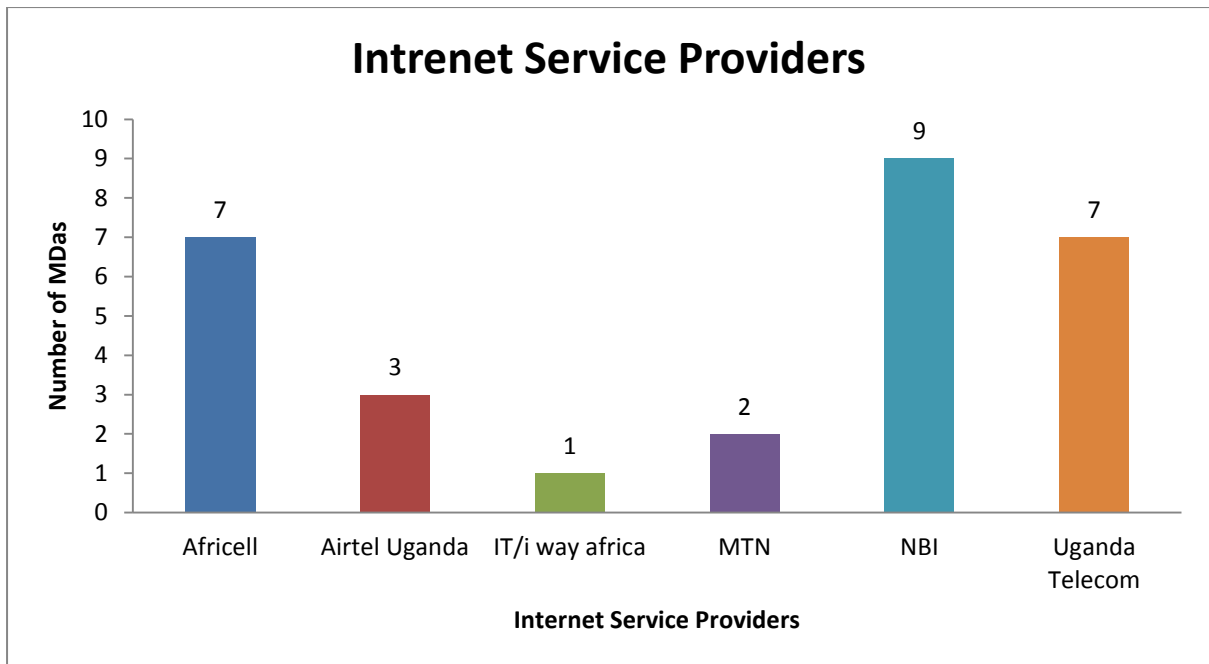 Intrenet Service Providers
10
9
8
7
6
5
4
3
2
1
0
Number of MDas
7
3
1
2
9
7
Africell
Airtel Uganda
IT/i way africa
MTN
NBI
Uganda
Telecom
Internet Service Providers